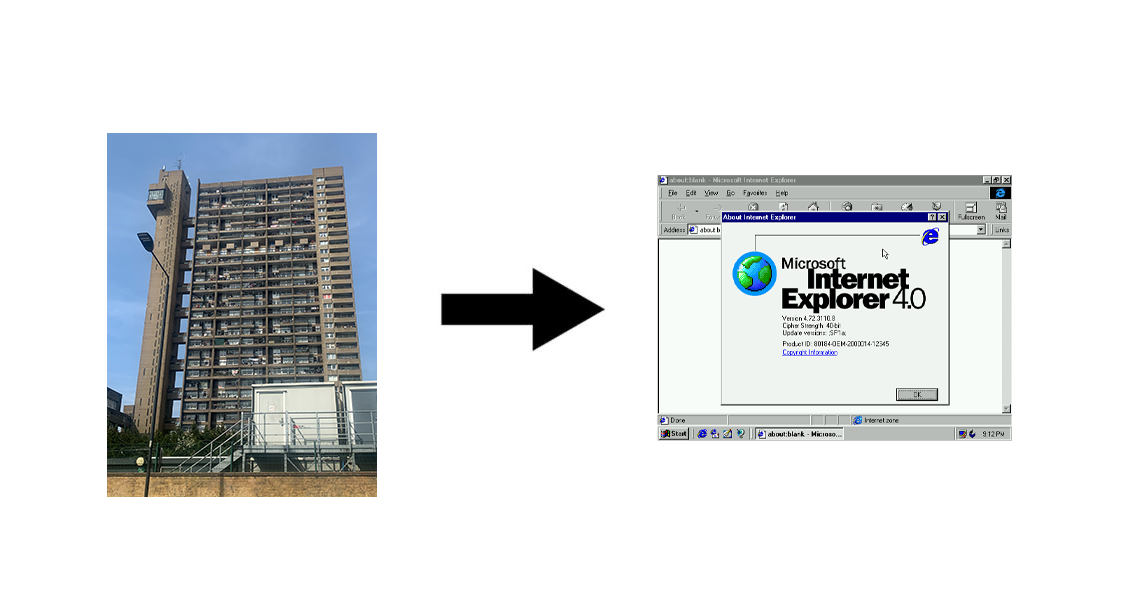 about:blank - Microsoft Internet Explorer
File Edit View Go Favorites Help
Fullscreen Mail
Address about:b Links
About Internet Explorer
Microsoft
Internet
Explorer 4.0
Version 4.72.3110.8
Cipher Strength: 40-bit
Update versions: ;SP1a;
Product ID: 80184-OEM-2000014-12345
Copyright Information
OK
Done Internet zone
Start about:blank - Microso... 9:12 PM